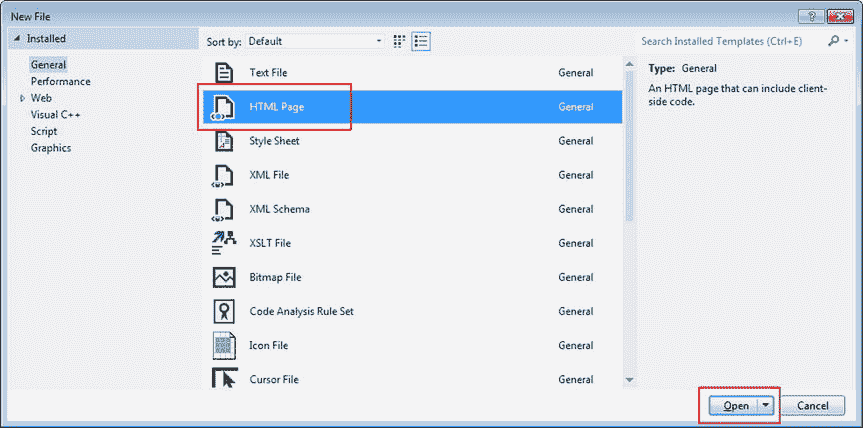 New File
Installed
Sort by: Default
Search Installed Templates (Ctrl+E)
General
Performance
Web
Visual C++
Script
Graphics
Text File General
HTML Page General
Style Sheet General
XML File General
XML Schema General
XSLT File General
Bitmap File General
Code Analysis Rule Set General
Icon File General
Cursor File General
Type: General
An HTML page that can include client-
side code.
Open
Cancel